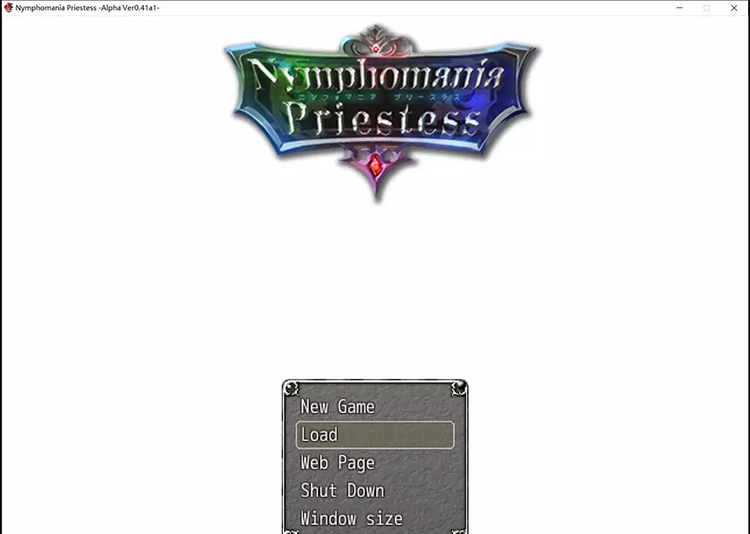 Nymphomania Priestess -Alpha Ver0.41a1-
Nymphomania
ニンフォマニア プリーステス
Priestess
New Game
Load
Web Page
Shut Down
Window size